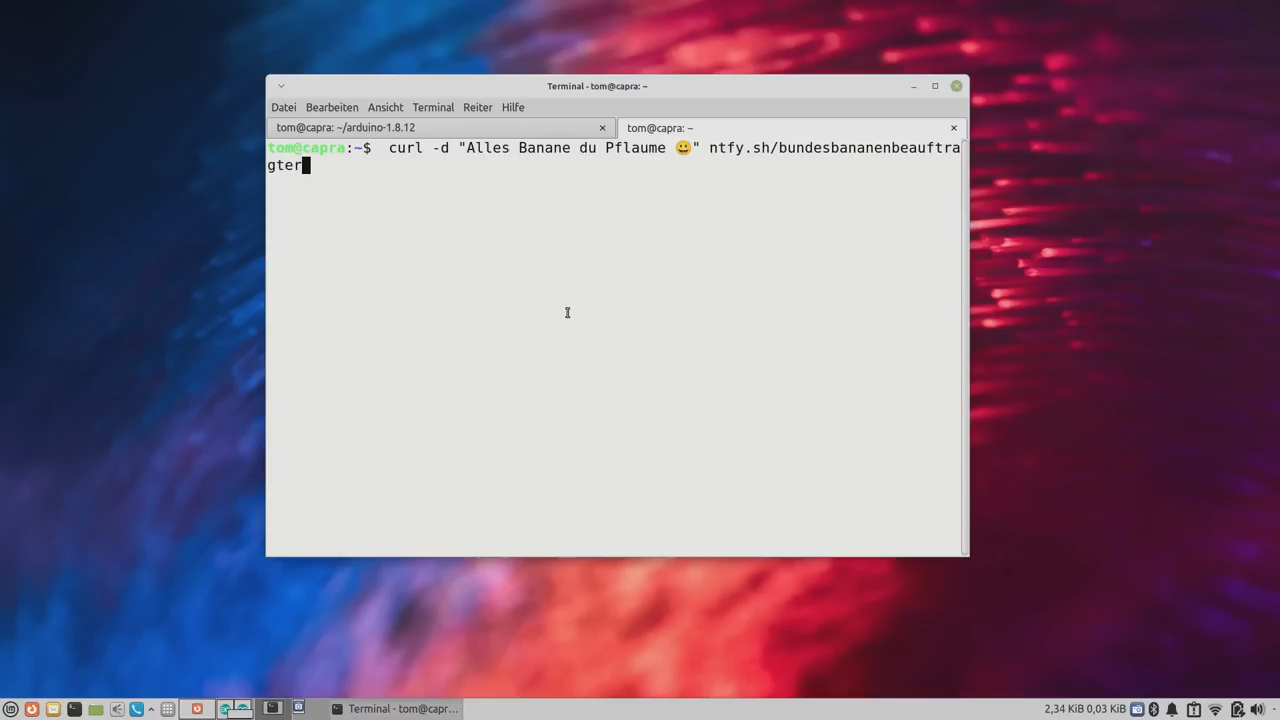 Terminal - tom@capra: ~
Datei Bearbeiten Ansicht Terminal Reiter Hilfe
tom@capra: ~/arduino-1.8.12
tom@capra: ~
tom@capra:~$  curl -d "Alles Banane du Pflaume 😀" ntfy.sh/bundesbananenbeauftra
gter
Terminal - tom@capr...
2,34 KiB 0,03 KiB